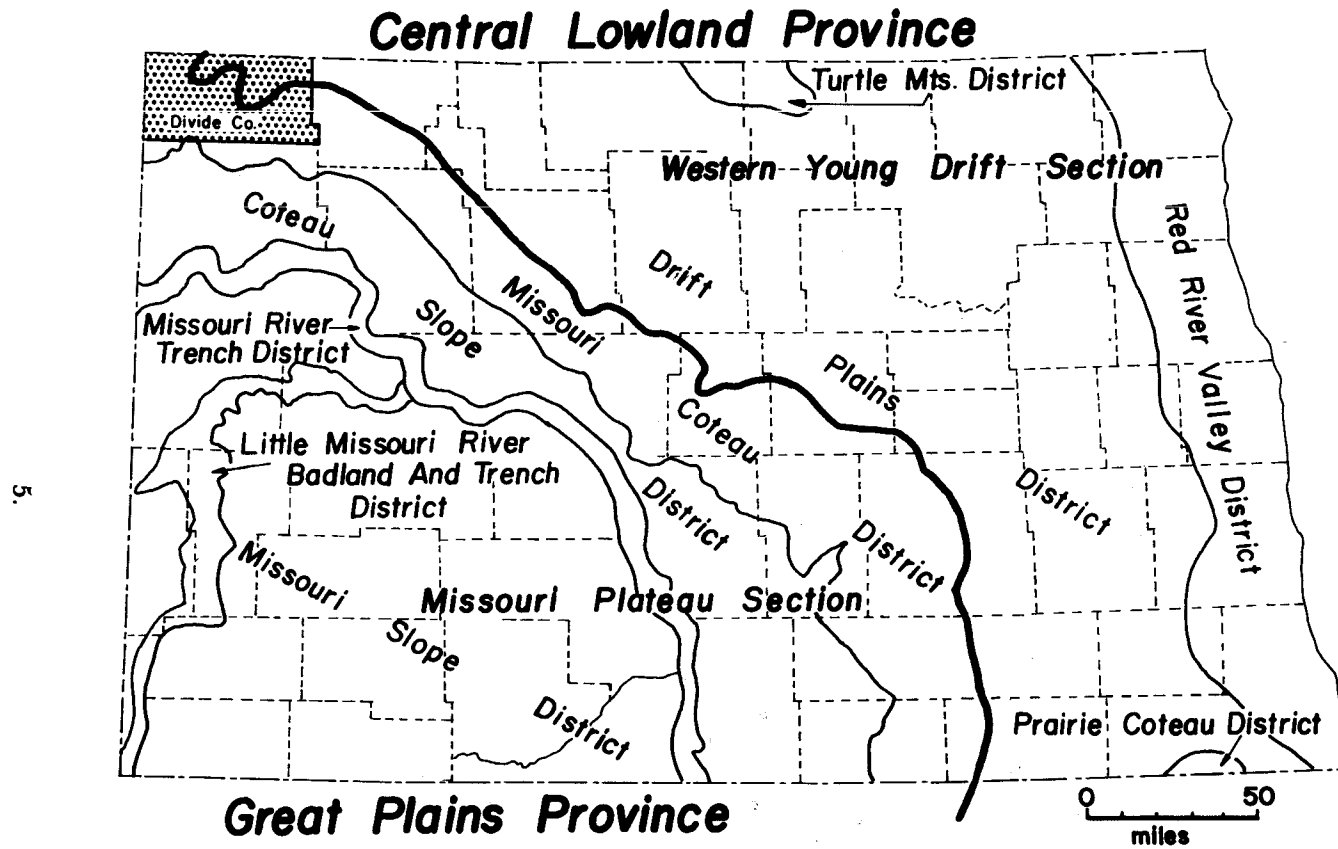 Central Lowland Province
Turtle Mts. District
Divide Co.
Western Young Drift Section
Coteau Slope District
Missouri Coteau District
Drift Plains District
Red River Valley District
Missouri River
Trench District
Little Missouri River
Badland And Trench
District
Missouri Slope District
Missouri Plateau Section
Prairie Coteau District
Great Plains Province
0 50
miles
5.